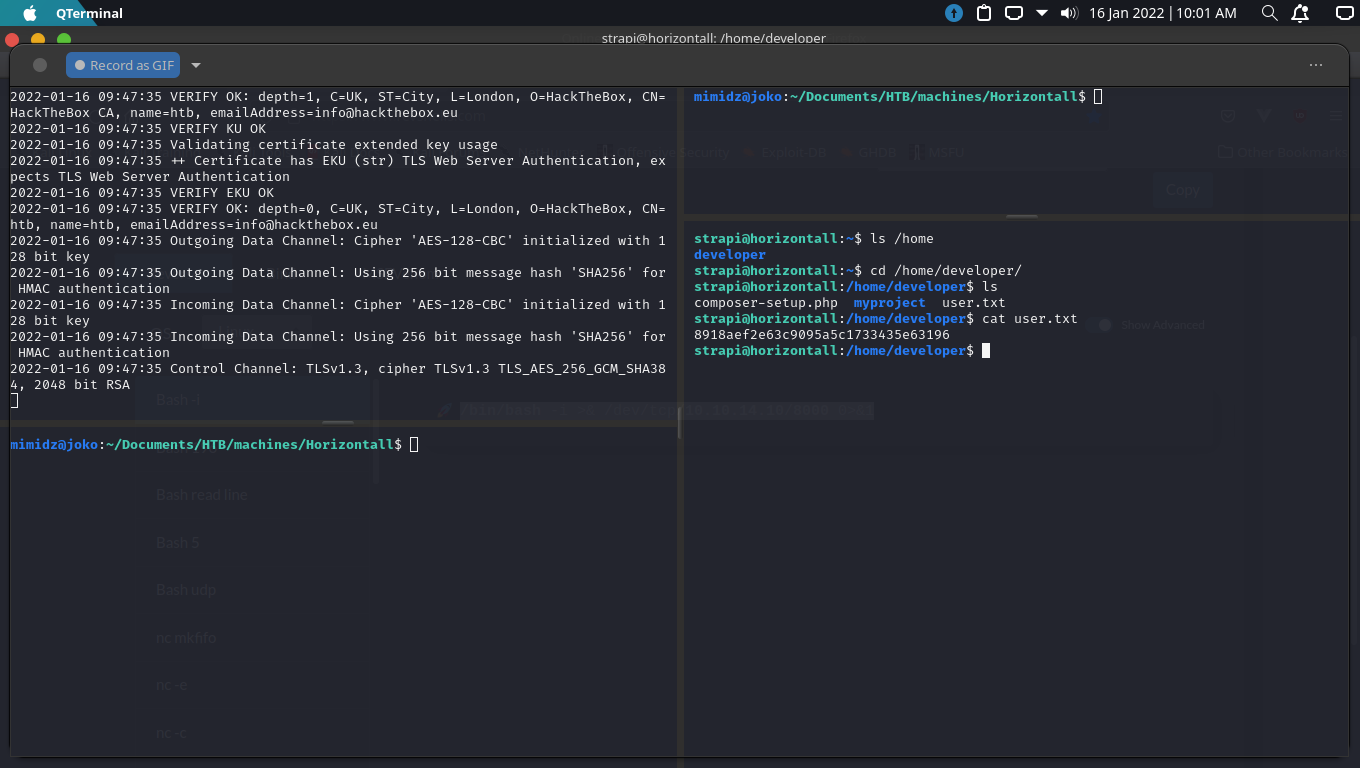 QTerminal
16 Jan 2022 | 10:01 AM
strapi@horizontall: /home/developer
Record as GIF
2022-01-16 09:47:35 VERIFY OK: depth=1, C=UK, ST=City, L=London, O=HackTheBox, CN=
HackTheBox CA, name=htb, emailAddress=info@hackthebox.eu
2022-01-16 09:47:35 VERIFY KU OK
2022-01-16 09:47:35 Validating certificate extended key usage
2022-01-16 09:47:35 ++ Certificate has EKU (str) TLS Web Server Authentication, ex
pects TLS Web Server Authentication
2022-01-16 09:47:35 VERIFY EKU OK
2022-01-16 09:47:35 VERIFY OK: depth=0, C=UK, ST=City, L=London, O=HackTheBox, CN=
htb, name=htb, emailAddress=info@hackthebox.eu
2022-01-16 09:47:35 Outgoing Data Channel: Cipher 'AES-128-CBC' initialized with 1
28 bit key
2022-01-16 09:47:35 Outgoing Data Channel: Using 256 bit message hash 'SHA256' for
HMAC authentication
2022-01-16 09:47:35 Incoming Data Channel: Cipher 'AES-128-CBC' initialized with 1
28 bit key
2022-01-16 09:47:35 Incoming Data Channel: Using 256 bit message hash 'SHA256' for
HMAC authentication
2022-01-16 09:47:35 Control Channel: TLSv1.3, cipher TLSv1.3 TLS_AES_256_GCM_SHA38
4, 2048 bit RSA
mimidz@joko:~/Documents/HTB/machines/Horizontall$
mimidz@joko:~/Documents/HTB/machines/Horizontall$
strapi@horizontall:~$ ls /home
developer
strapi@horizontall:~$ cd /home/developer/
strapi@horizontall:/home/developer$ ls
composer-setup.php myproject user.txt
strapi@horizontall:/home/developer$ cat user.txt
8918aef2e63c9095a5c1733435e63196
strapi@horizontall:/home/developer$
Offensive Security
Exploit-DB
GHDB
MSFU
Other Bookmarks
Copy
Show Advanced
Bash -i
Bash read line
Bash 5
Bash udp
nc mkfifo
nc -e
nc -c